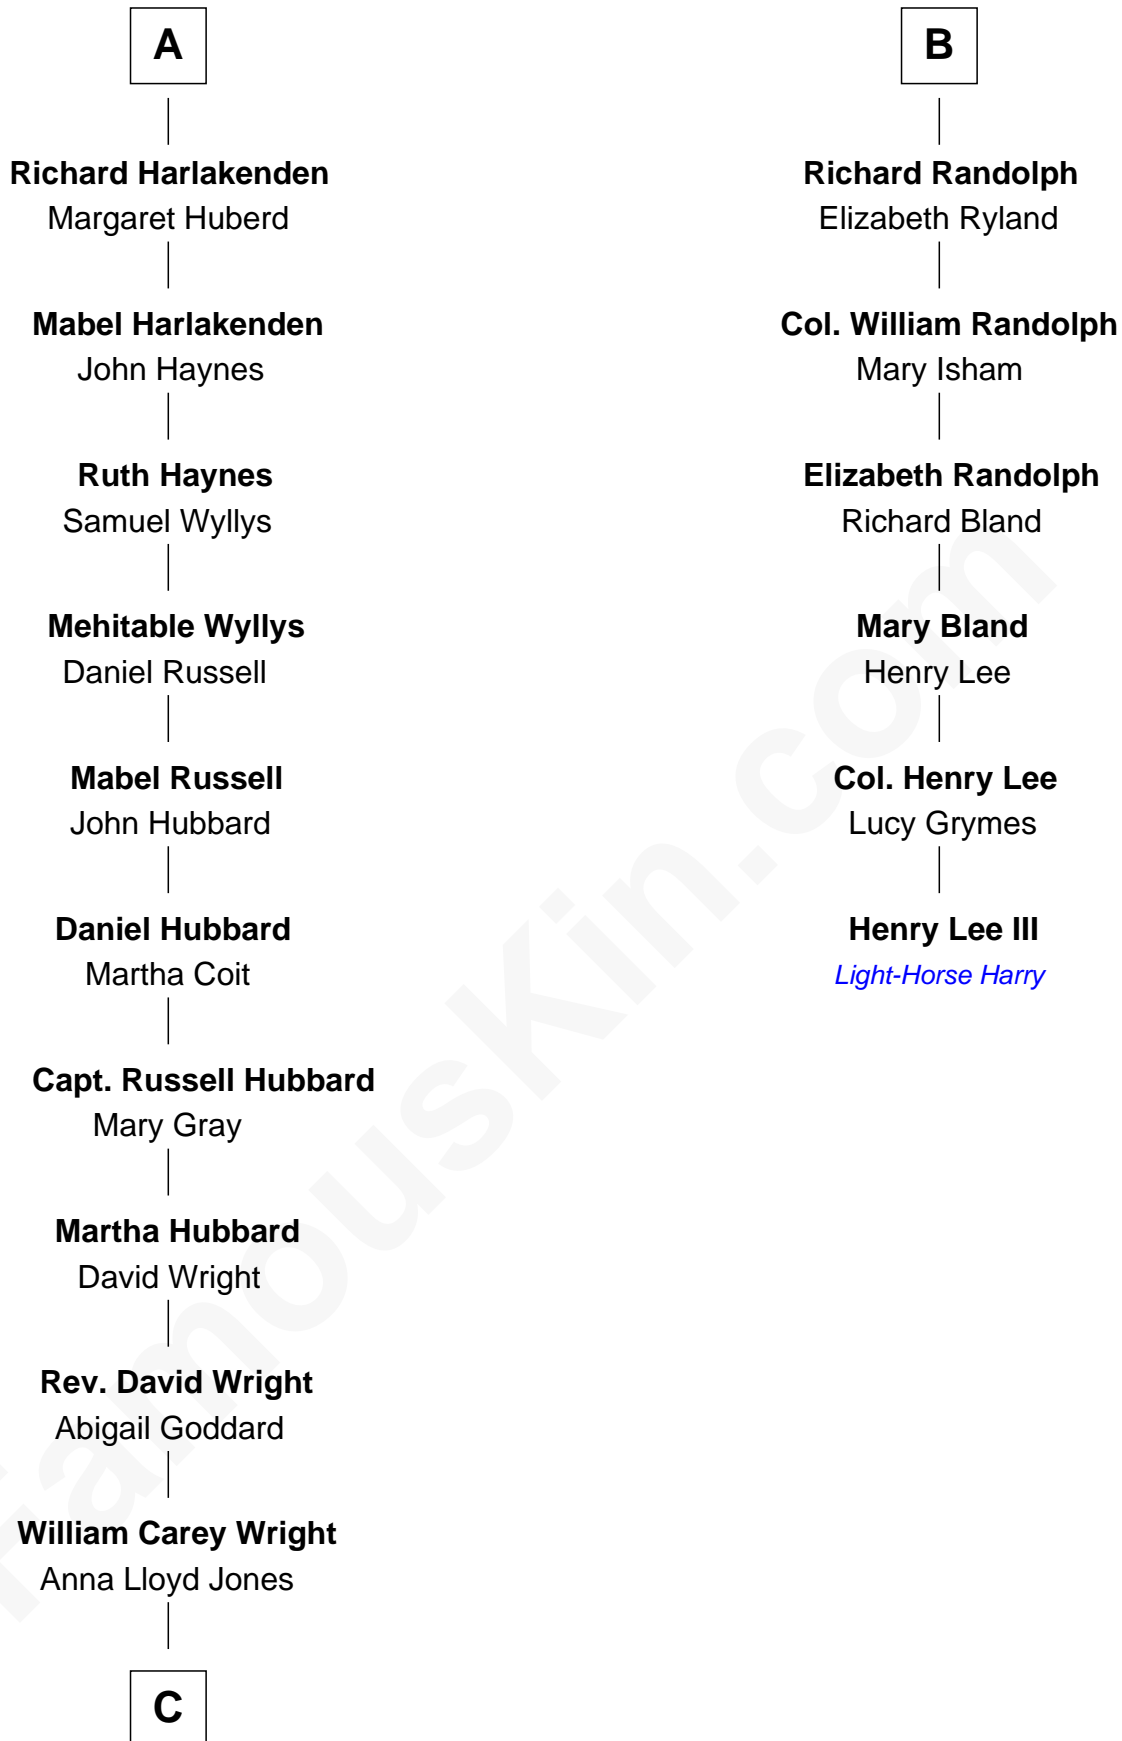 A
Richard Harlakenden
Margaret Huberd
Mabel Harlakenden
John Haynes
Ruth Haynes
Samuel Wyllys
Mehitable Wyllys
Daniel Russell
Mabel Russell
John Hubbard
Daniel Hubbard
Martha Coit
Capt. Russell Hubbard
Mary Gray
Martha Hubbard
David Wright
Rev. David Wright
Abigail Goddard
William Carey Wright
Anna Lloyd Jones
C
B
Richard Randolph
Elizabeth Ryland
Col. William Randolph
Mary Isham
Elizabeth Randolph
Richard Bland
Mary Bland
Henry Lee
Col. Henry Lee
Lucy Grymes
Henry Lee III
Light-Horse Harry
FamousKin.com